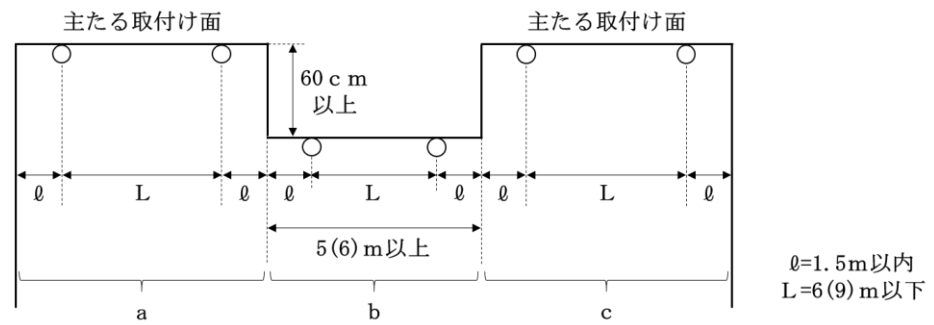 主たる取付け面
主たる取付け面
60cm
以上
ℓ L ℓ ℓ L ℓ ℓ L ℓ
5(6)m以上
ℓ=1.5m以内
L=6(9)m以下
a b c